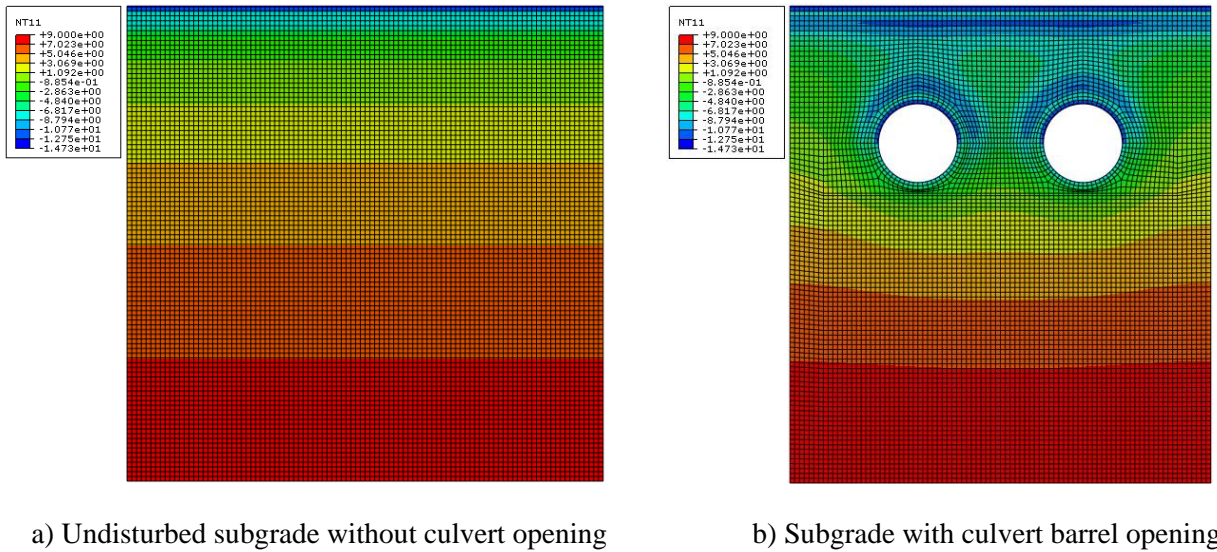 NT11
+9.000e+00
+7.023e+00
+5.046e+00
+3.069e+00
+1.092e+00
-8.854e-01
-2.863e+00
-4.840e+00
-6.817e+00
-8.794e+00
-1.077e+01
-1.275e+01
-1.473e+01
NT11
+9.000e+00
+7.023e+00
+5.046e+00
+3.069e+00
+1.092e+00
-8.854e-01
-2.863e+00
-4.840e+00
-6.817e+00
-8.794e+00
-1.077e+01
-1.275e+01
-1.473e+01
a) Undisturbed subgrade without culvert opening
b) Subgrade with culvert barrel opening